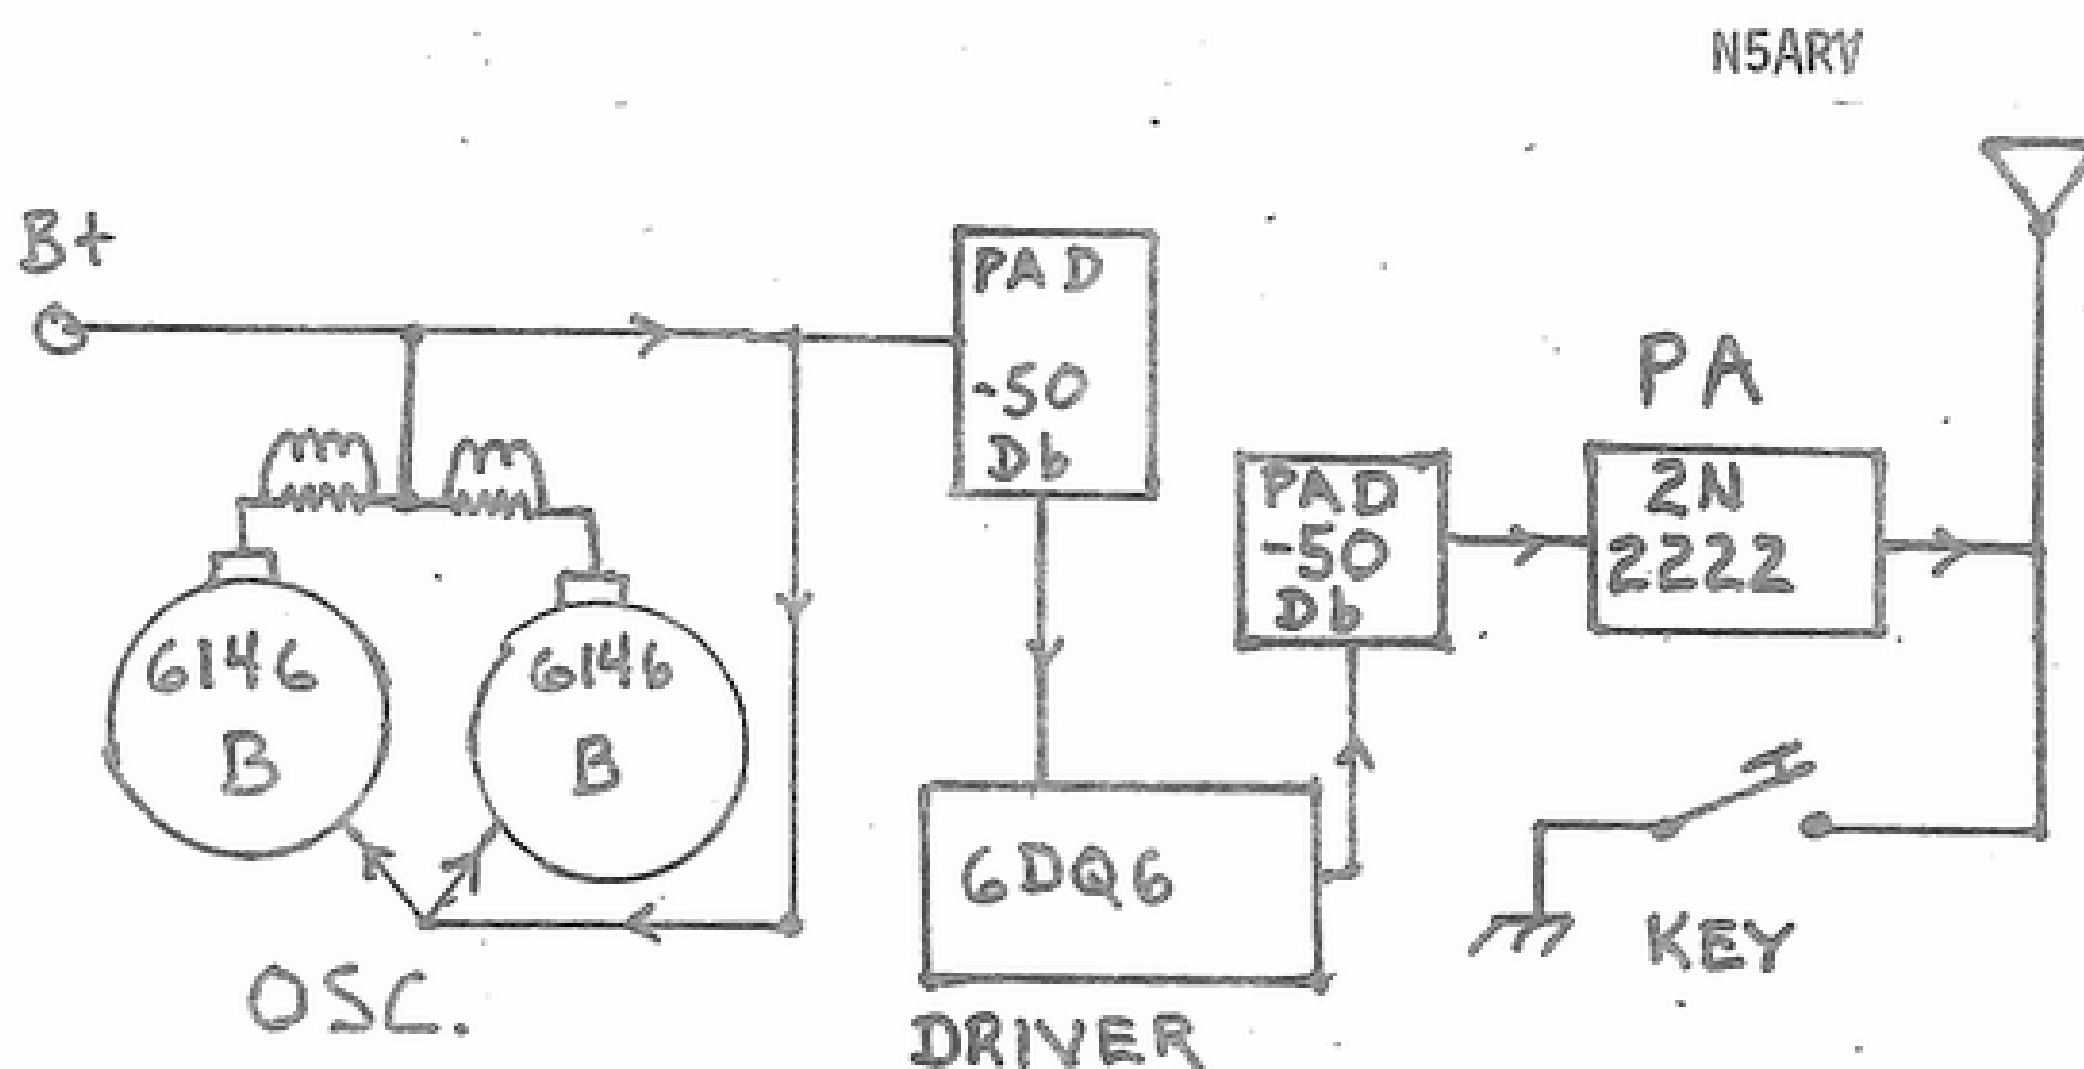 N5ARV
B+
PAD
-50
Db
PA
PAD
-50
Db
2N
2222
6146
B
6146
B
6DQ6
KEY
OSC.
DRIVER